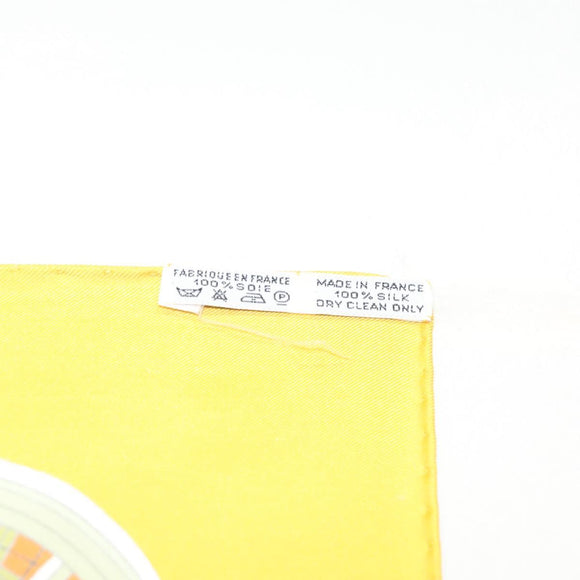 FABRIQUE EN FRANCE
100% SOIE
P
MADE IN FRANCE
100% SILK
DRY CLEAN ONLY